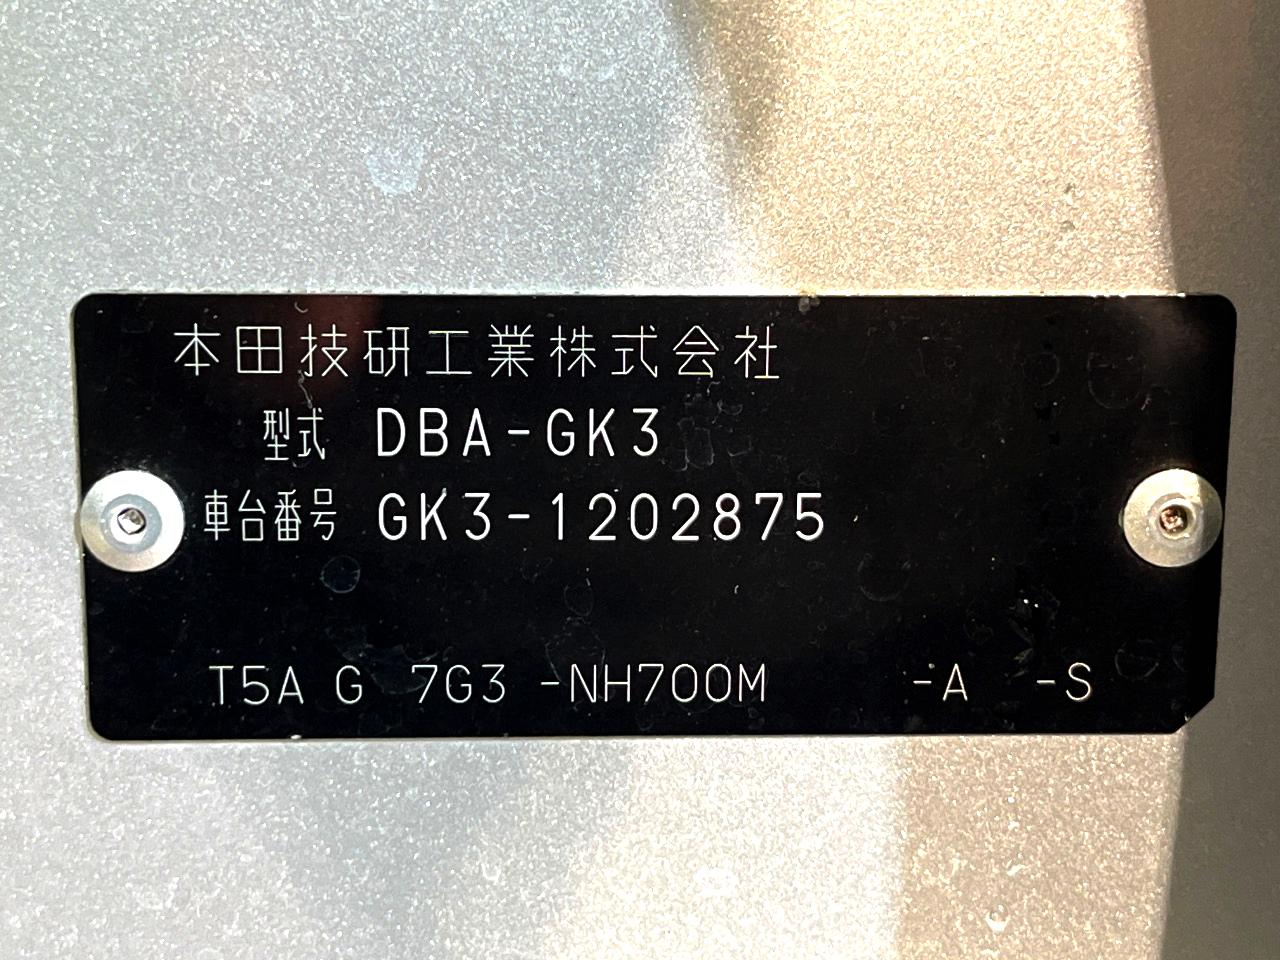 本田技研工業株式会社
型式 DBA-GK3
車台番号 GK3-1202875
T5A G 7G3 -NH700M -A -S